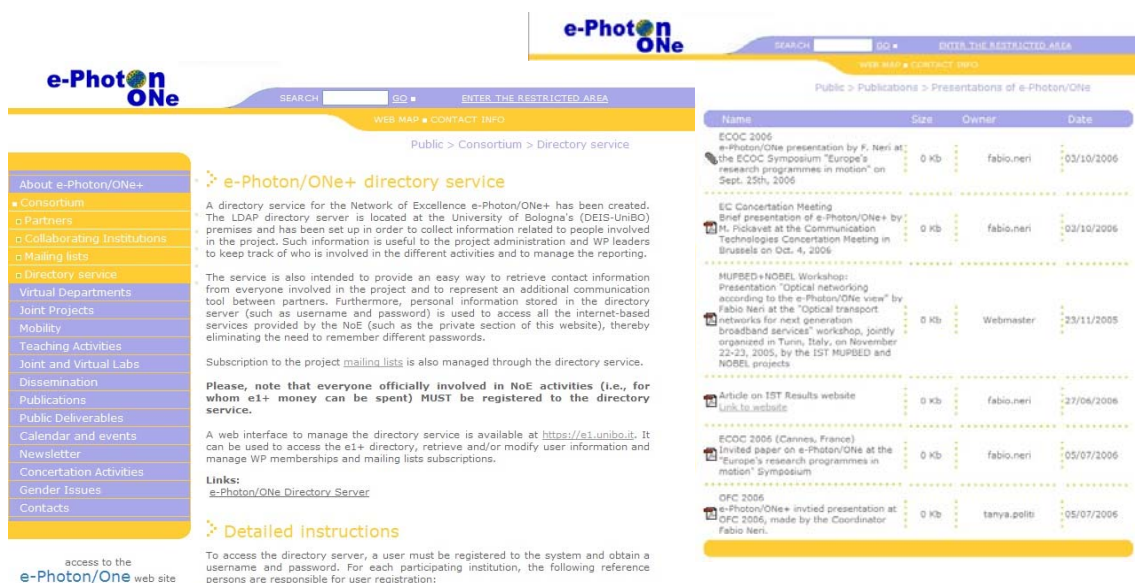 e-Photon
ONe
SEARCH GO ENTER THE RESTRICTED AREA
WEB MAP CONTACT INFO
Public > Consortium > Directory service
About e-Photon/ONe+
Consortium
Partners
Collaborating Institutions
Mailing lists
Directory service
Virtual Departments
Joint Projects
Mobility
Teaching Activities
Joint and Virtual Labs
Dissemination
Publications
Public Deliverables
Calendar and events
Newsletter
Concertation Activities
Gender Issues
Contacts
access to the
e-Photon/One web site
e-Photon/ONe+ directory service
A directory service for the Network of Excellence e-Photon/ONe+ has been created.
The LDAP directory server is located at the University of Bologna's (DEIS-UniBO)
premises and has been set up in order to collect information related to people involved
in the project. Such information is useful to the project administration and WP leaders
to keep track of who is involved in the different activities and to manage the reporting.
The service is also intended to provide an easy way to retrieve contact information
from everyone involved in the project and to represent an additional communication
tool between partners. Furthermore, personal information stored in the directory
server (such as username and password) is used to access all the internet-based
services provided by the NoE (such as the private section of this website), thereby
eliminating the need to remember different passwords.
Subscription to the project mailing lists is also managed through the directory service.
Please, note that everyone officially involved in NoE activities (i.e., for
whom e1+ money can be spent) MUST be registered to the directory
service.
A web interface to manage the directory service is available at https://e1.unibo.it. It
can be used to access the e1+ directory, retrieve and/or modify user information and
manage WP memberships and mailing lists subscriptions.
Links:
e-Photon/ONe Directory Server
Detailed instructions
To access the directory server, a user must be registered to the system and obtain a
username and password. For each participating institution, the following reference
persons are responsible for user registration:
e-Photon
ONe
SEARCH GO ENTER THE RESTRICTED AREA
WEB MAP CONTACT INFO
Public > Publications > Presentations of e-Photon/ONe
Name Size Owner Date
ECOC 2006
e-Photon/ONe presentation by F. Neri at
the ECOC Symposium "Europe's 0 Kb fabio.neri 03/10/2006
research programmes in motion" on
Sept. 25th, 2006
EC Concertation Meeting
Brief presentation of e-Photon/ONe+ by
M. Pickavet at the Communication 0 Kb fabio.neri 03/10/2006
Technologies Concertation Meeting in
Brussels on Oct. 4, 2006
MUPBED+NOBEL Workshop:
Presentation "Optical networking
according to the e-Photon/ONe view" by
Fabio Neri at the "Optical transport
networks for next generation 0 Kb Webmaster 23/11/2005
broadband services" workshop, jointly
organized in Turin, Italy, on November
22-23, 2005, by the IST MUPBED and
NOBEL projects
Article on IST Results website 0 Kb fabio.neri 27/06/2006
Link to website
ECOC 2006 (Cannes, France)
Invited paper on e-Photon/ONe at the 0 Kb fabio.neri 05/07/2006
"Europe's research programmes in
motion" Symposium
OFC 2006
e-Photon/ONe+ invtied presentation at 0 Kb tanya.politi 05/07/2006
OFC 2006, made by the Coordinator
Fabio Neri.